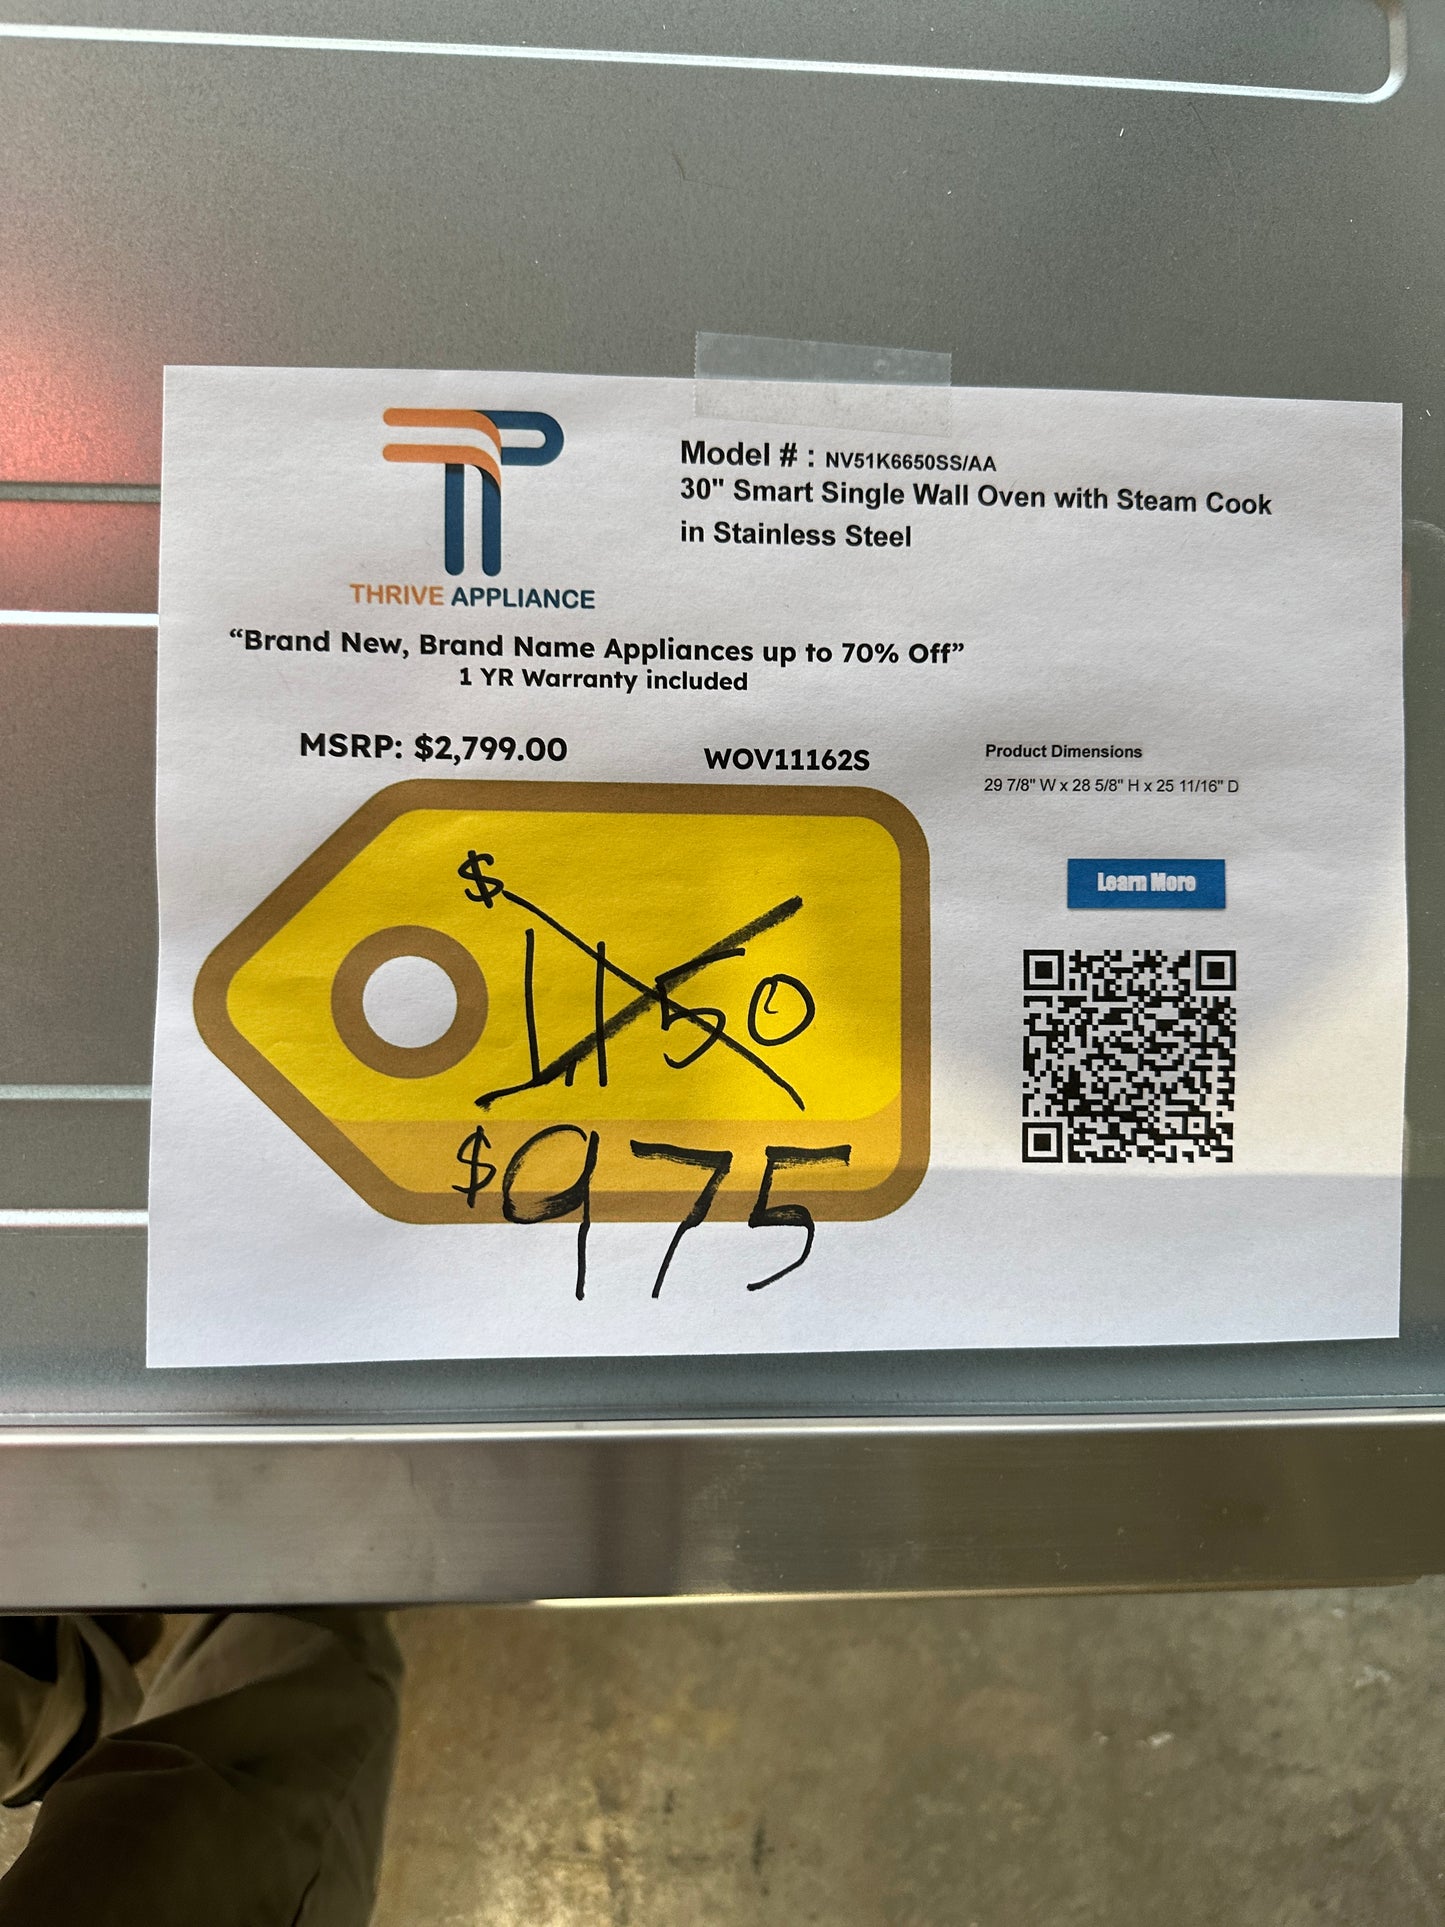 Model # : NV51K6650SS/AA
30" Smart Single Wall Oven with Steam Cook
in Stainless Steel
THRIVE APPLIANCE
“Brand New, Brand Name Appliances up to 70% Off”
1 YR Warranty included
MSRP: $2,799.00
WOV11162S
Product Dimensions
29 7/8" W x 28 5/8" H x 25 11/16" D
Learn More
$1,150
$975